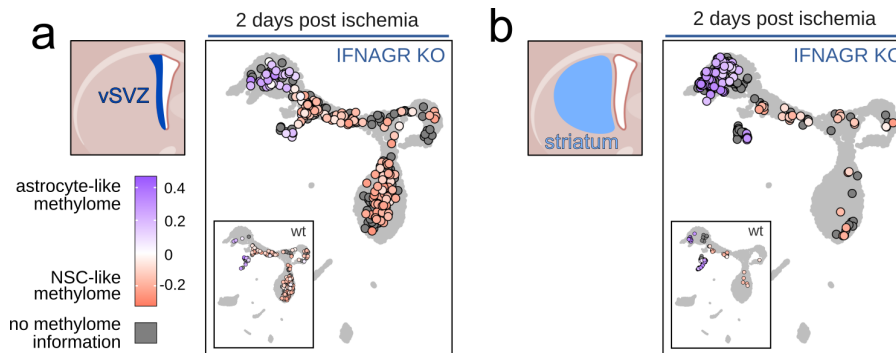 a
2 days post ischemia
IFNAGR KO
vSVZ
astrocyte-like
methylome
0.4
0.2
0
-0.2
NSC-like
methylome
no methylome
information
wt
b
2 days post ischemia
IFNAGR KO
striatum
wt